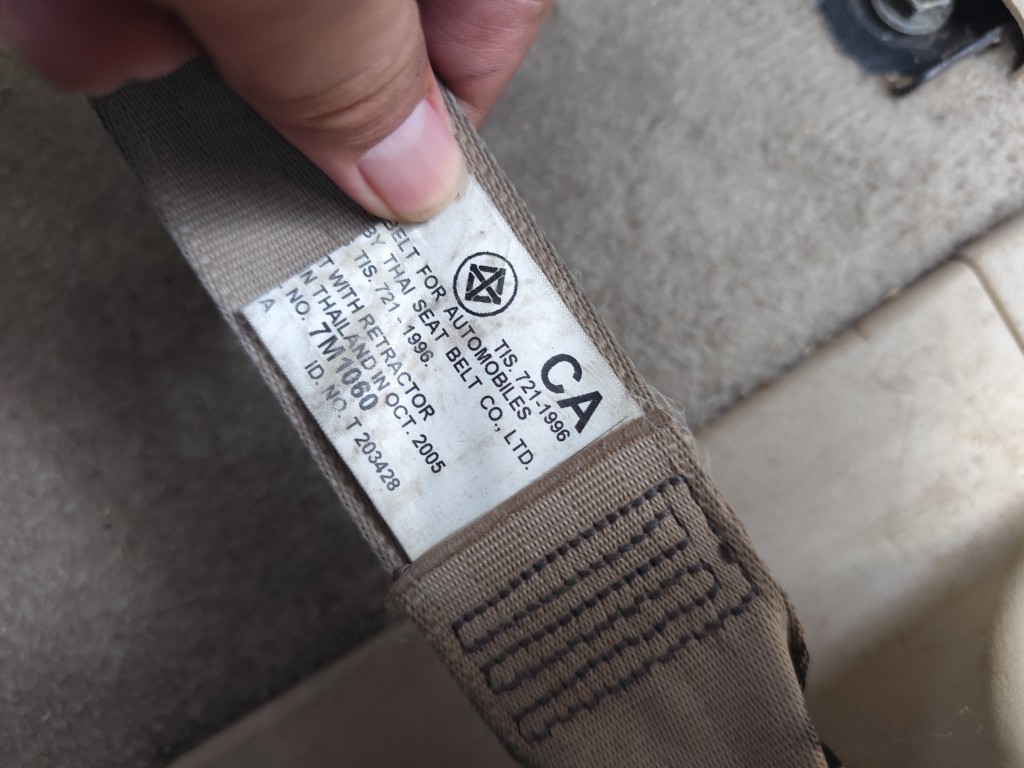 CA
TIS. 721-1996
BELT FOR AUTOMOBILES
BY THAI SEAT BELT CO., LTD.
TIS. 721 - 1996.
WITH RETRACTOR
IN THAILAND IN OCT. 2005
NO. 7M11060
ID. NO. T 203428